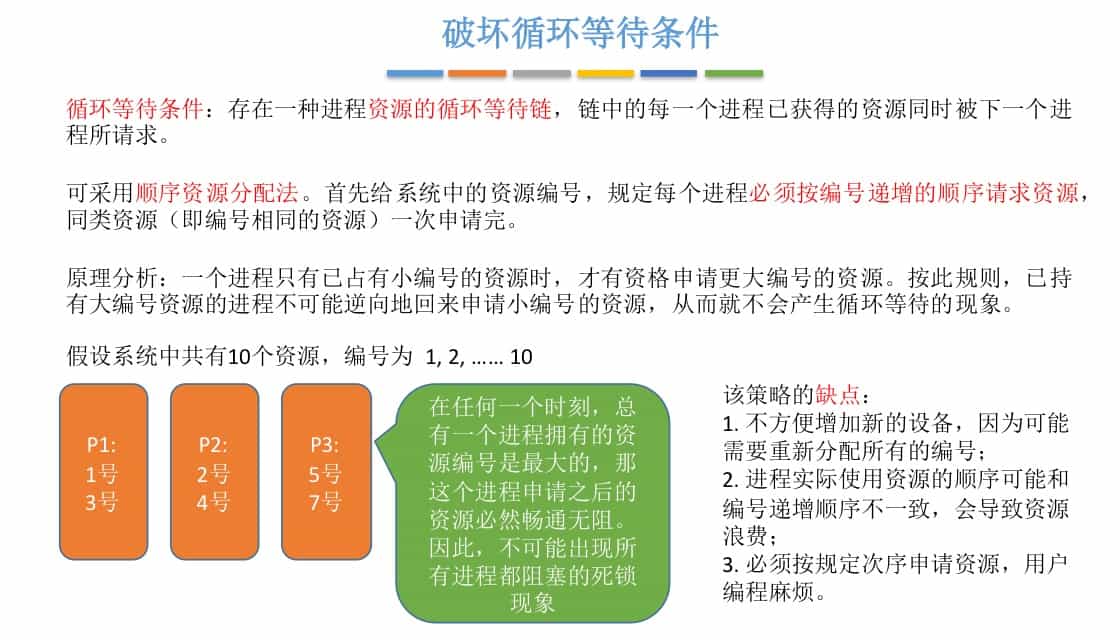 破坏循环等待条件
循环等待条件：存在一种进程资源的循环等待链，链中的每一个进程已获得的资源同时被下一个进
程所请求。
可采用顺序资源分配法。首先给系统中的资源编号，规定每个进程必须按编号递增的顺序请求资源，
同类资源（即编号相同的资源）一次申请完。
原理分析：一个进程只有已占有小编号的资源时，才有资格申请更大编号的资源。按此规则，已持
有大编号资源的进程不可能逆向地回来申请小编号的资源，从而就不会产生循环等待的现象。
假设系统中共有10个资源，编号为 1, 2, …… 10
P1:
1号
3号
P2:
2号
4号
P3:
5号
7号
在任何一个时刻，总
有一个进程拥有的资
源编号是最大的，那
这个进程申请之后的
资源必然畅通无阻。
因此，不可能出现所
有进程都阻塞的死锁
现象
该策略的缺点：
1. 不方便增加新的设备，因为可能
需要重新分配所有的编号；
2. 进程实际使用资源的顺序可能和
编号递增顺序不一致，会导致资源
浪费；
3. 必须按规定次序申请资源，用户
编程麻烦。